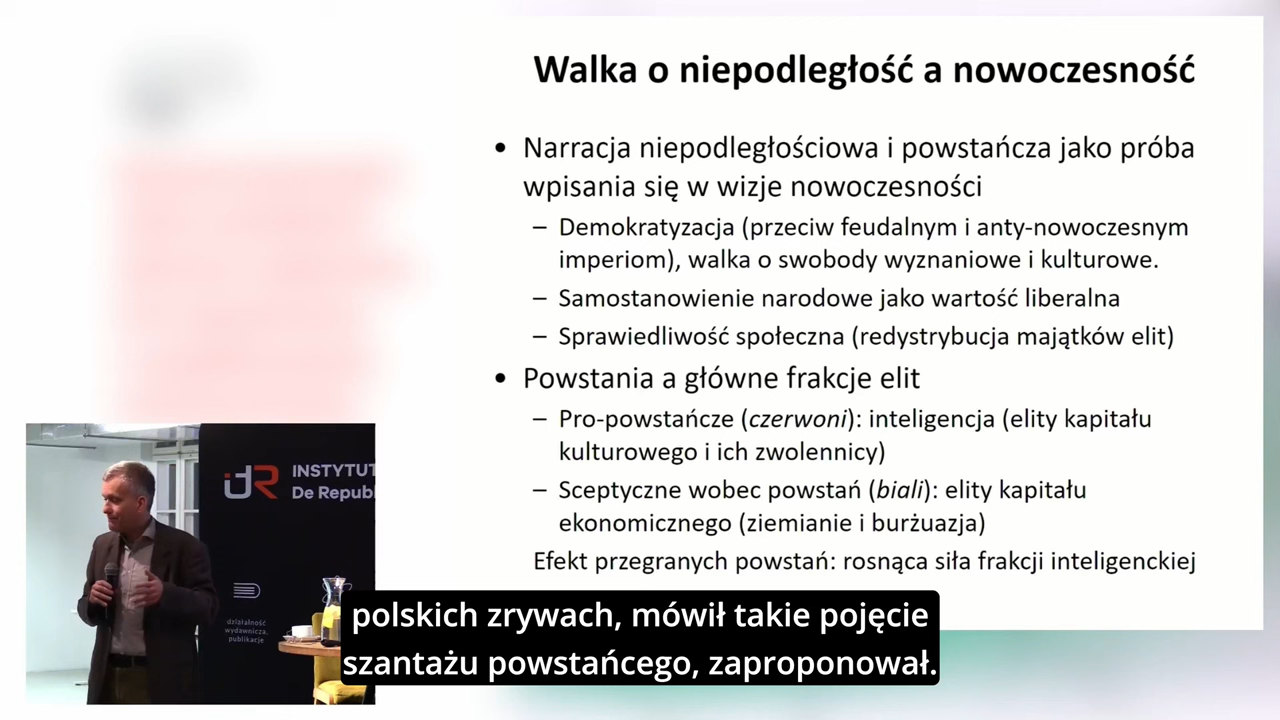 Walka o niepodległość a nowoczesność
• Narracja niepodległościowa i powstańcza jako próba
wpisania się w wizje nowoczesności
– Demokratyzacja (przeciw feudalnym i anty-nowoczesnym
imperiom), walka o swobody wyznaniowe i kulturowe.
– Samostanowienie narodowe jako wartość liberalna
– Sprawiedliwość społeczna (redystrybucja majątków elit)
• Powstania a główne frakcje elit
– Pro-powstańcze (czerwoni): inteligencja (elity kapitału
kulturowego i ich zwolennicy)
– Sceptyczne wobec powstań (biali): elity kapitału
ekonomicznego (ziemianie i burżuazja)
Efekt przegranych powstań: rosnąca siła frakcji inteligenckiej
idR
INSTYTUT
De Republ
działalność
wydawnicza,
publikacje
polskich zrywach, mówił takie pojęcie
szantażu powstańcego, zaproponował.